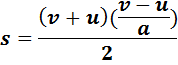 s = (v + u)((v − u)/a) / 2